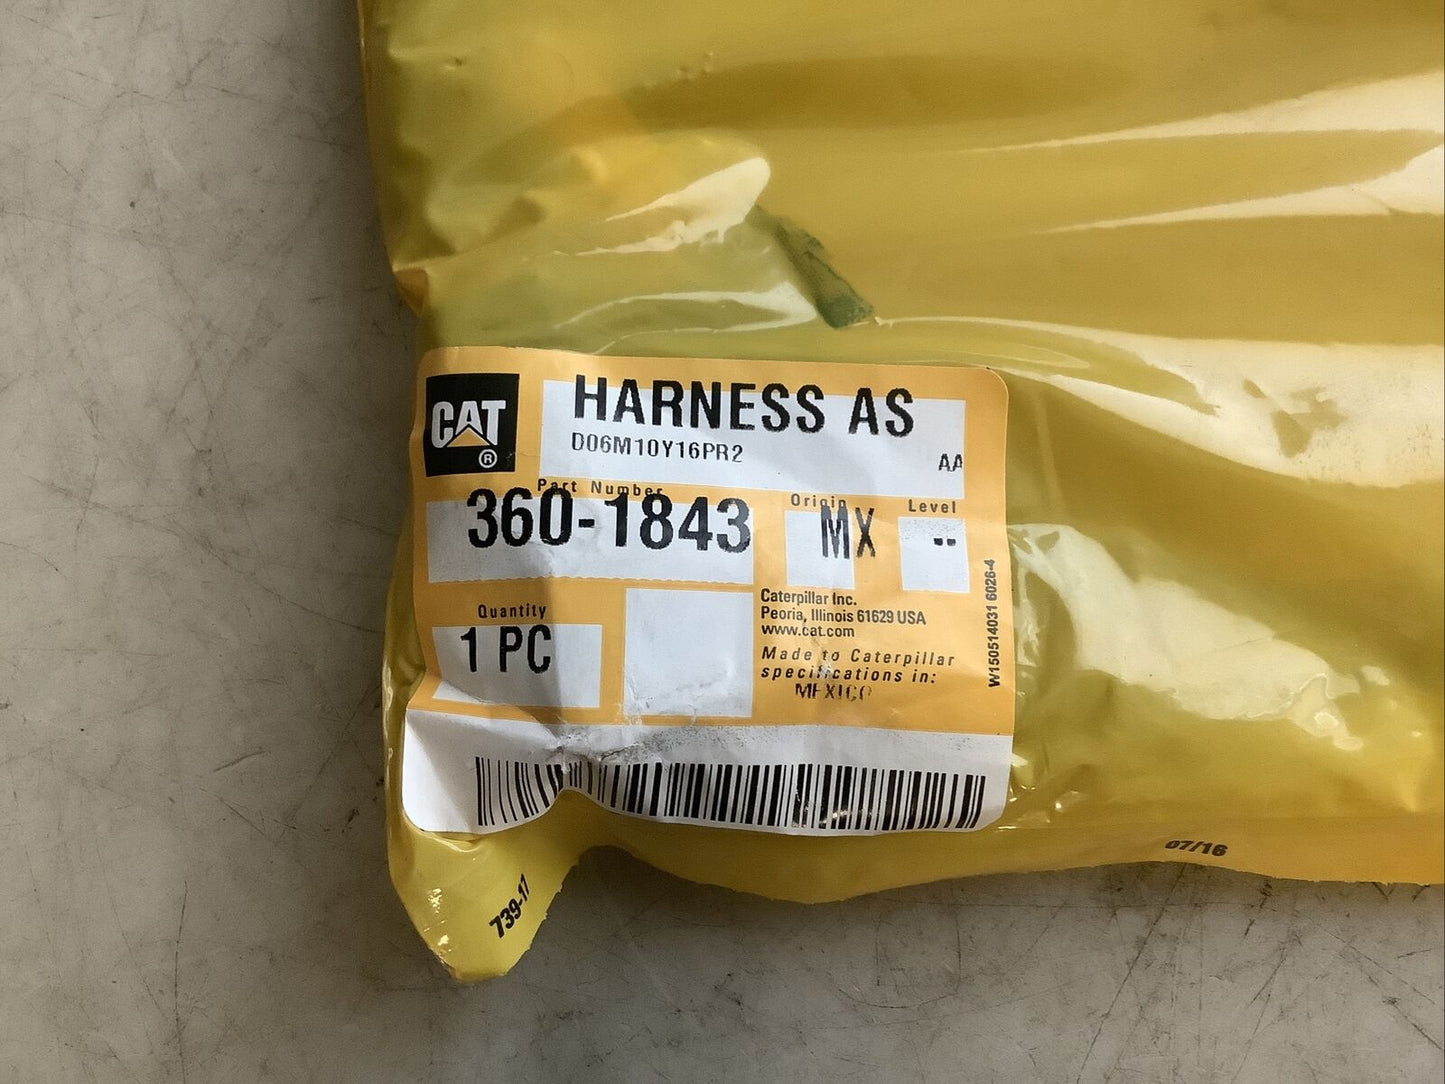 CAT
®
HARNESS AS
D06M10Y16PR2
AA
Part Number
360-1843
Origin
MX
Level
--
Quantity
1 PC
Caterpillar Inc.
Peoria, Illinois 61629 USA
www.cat.com
Made to Caterpillar
specifications in:
MEXICO
W150514031 6026-4
739-17
07/16